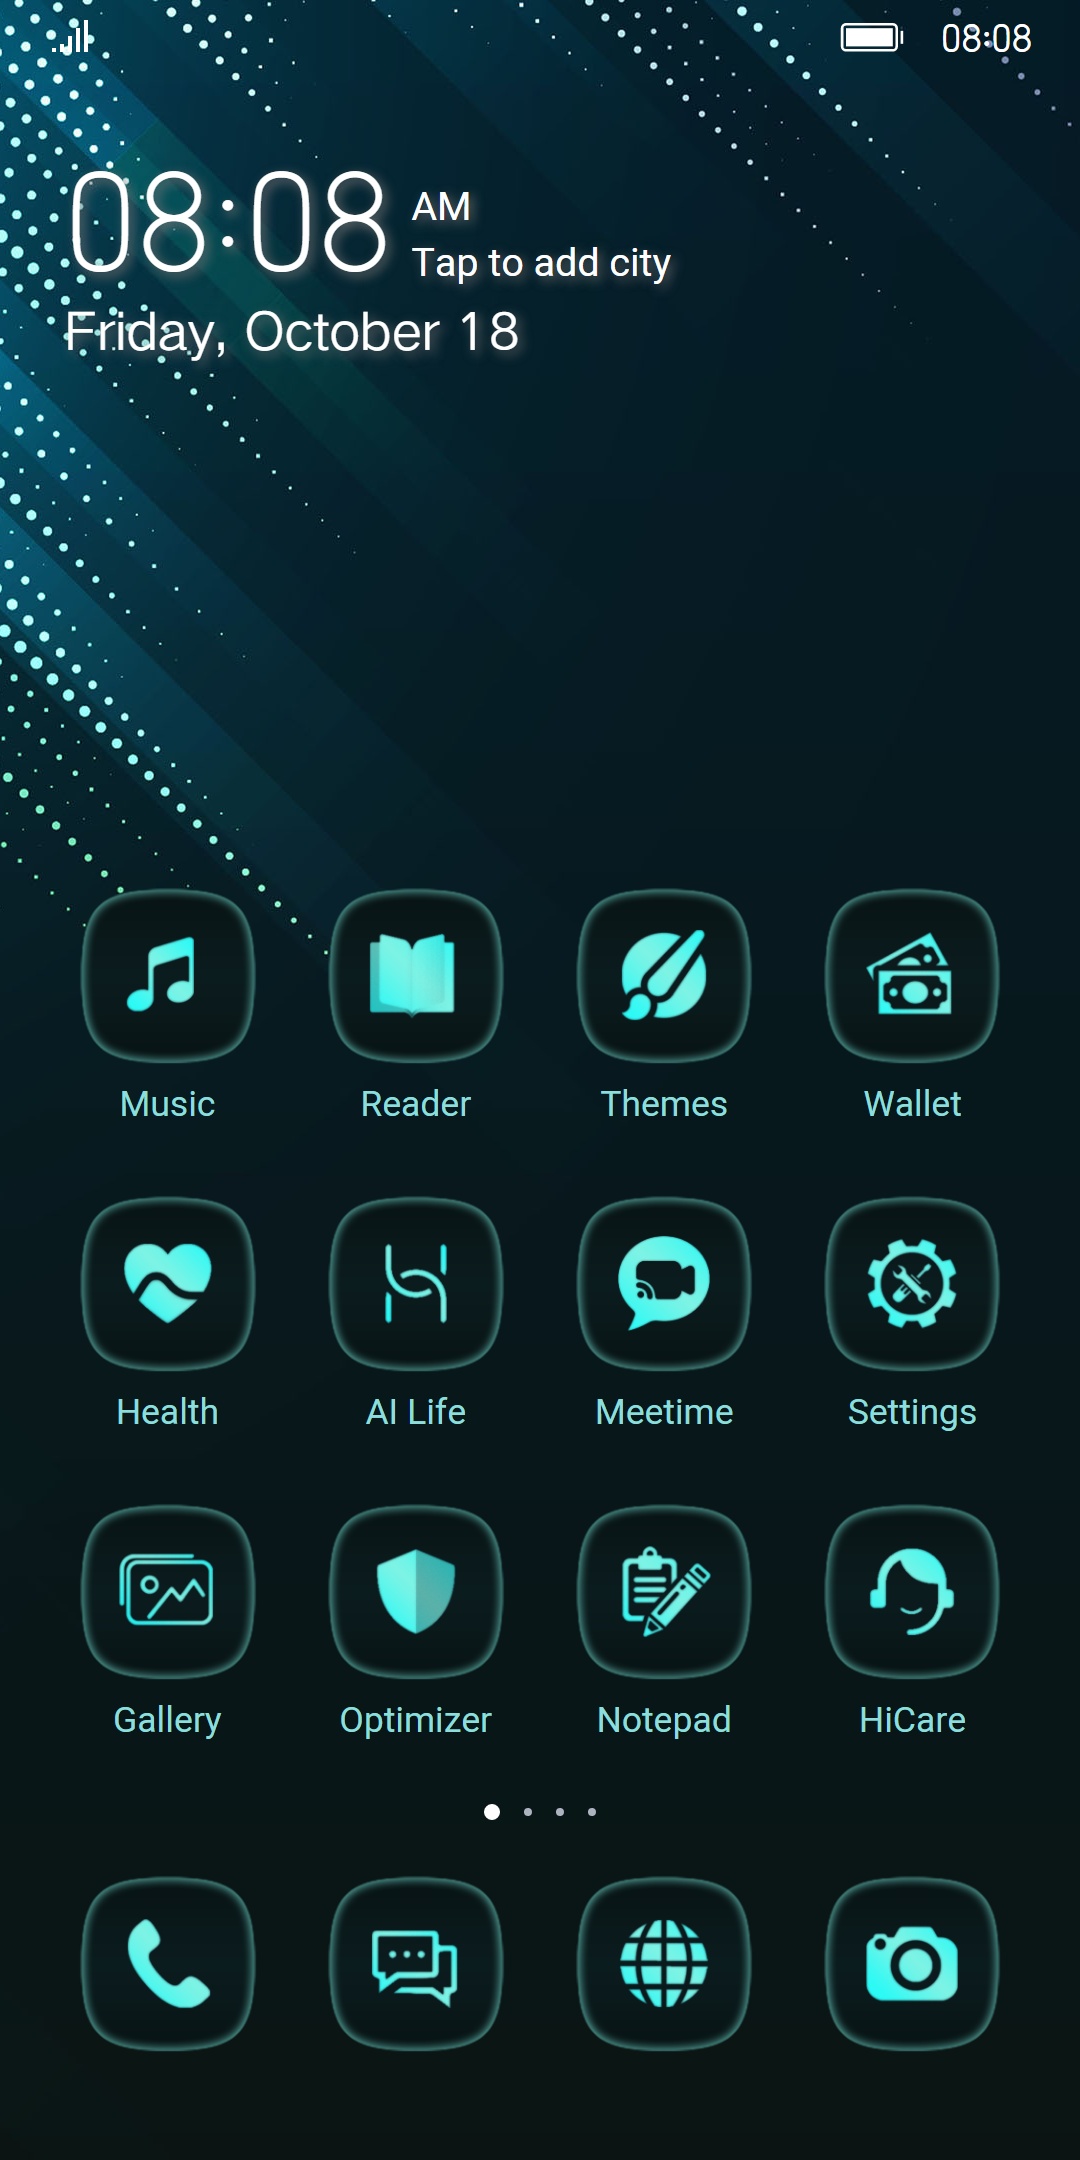 08:08
08:08 AM
Tap to add city
Friday, October 18
Music Reader Themes Wallet
Health AI Life Meetime Settings
Gallery Optimizer Notepad HiCare